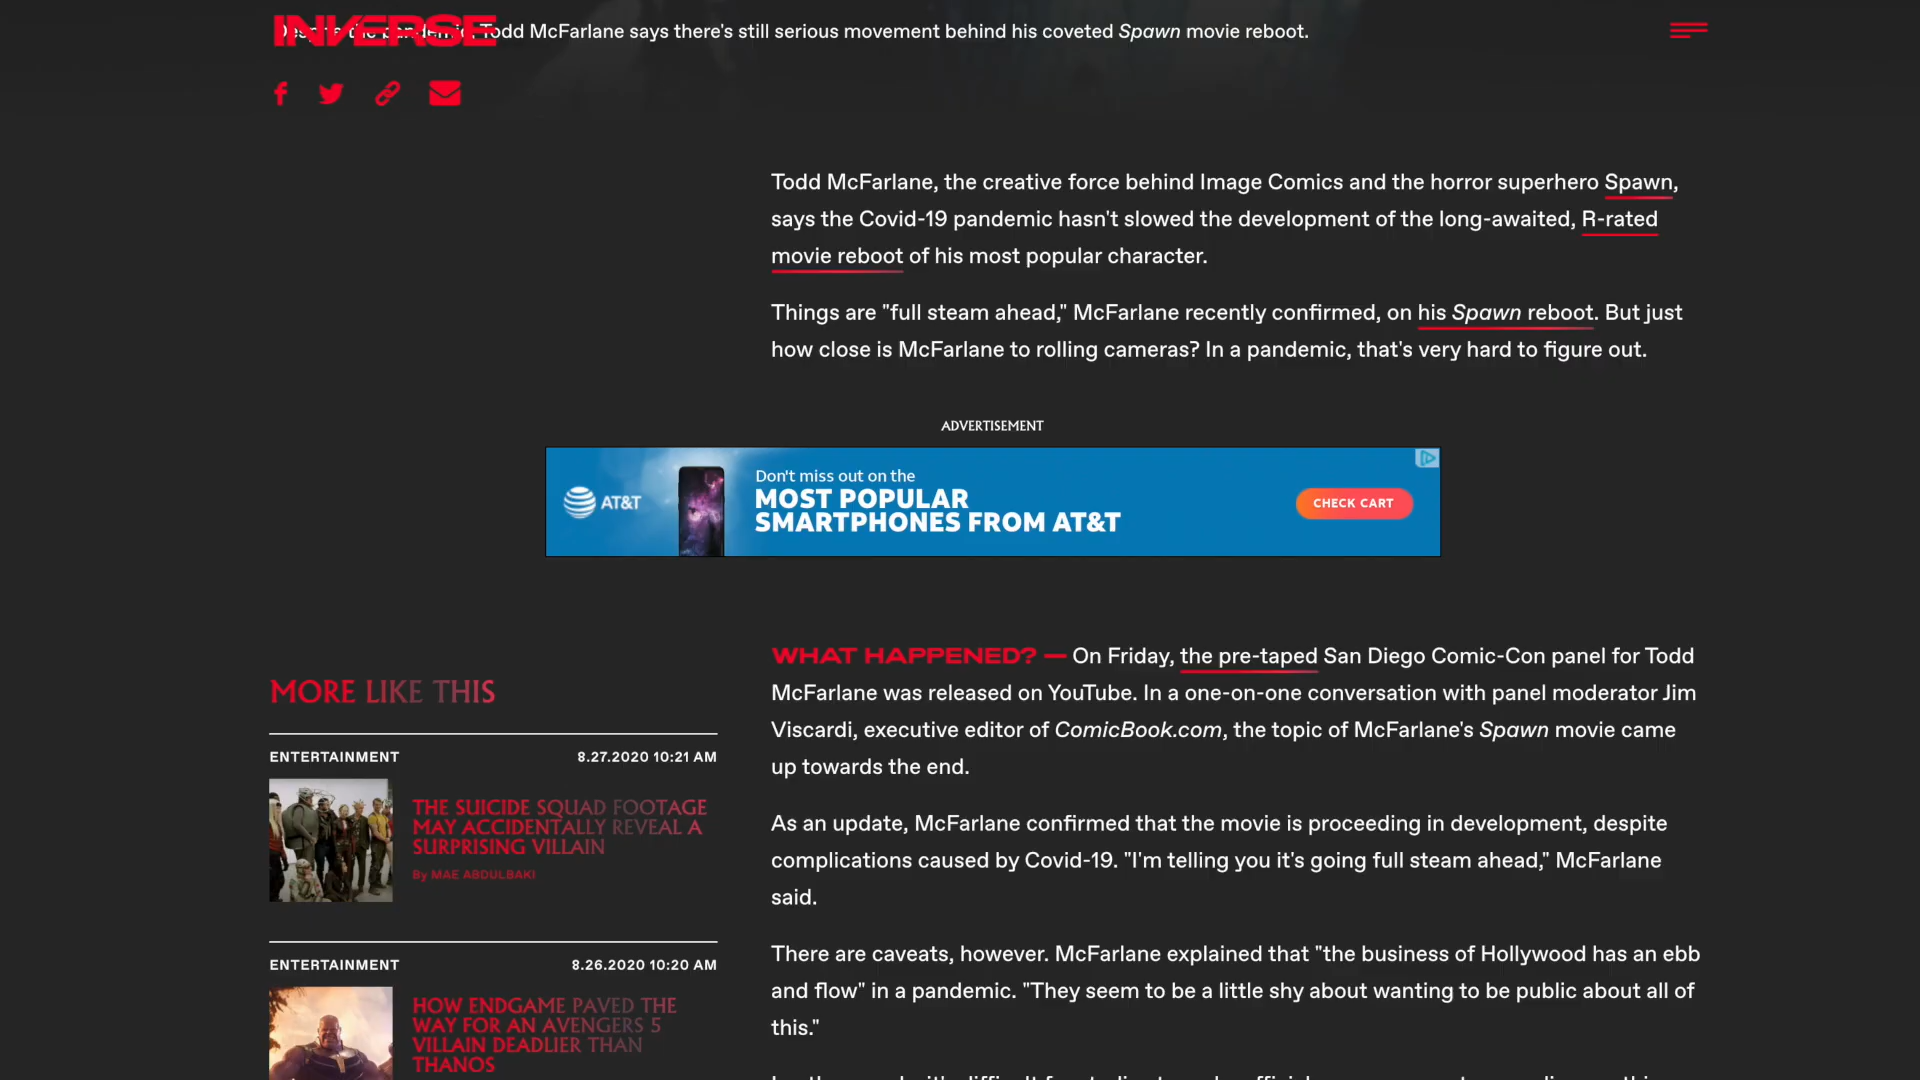 INVERSE
Despite the pandemic, Todd McFarlane says there's still serious movement behind his coveted Spawn movie reboot.
Todd McFarlane, the creative force behind Image Comics and the horror superhero Spawn,
says the Covid-19 pandemic hasn't slowed the development of the long-awaited, R-rated
movie reboot of his most popular character.
Things are "full steam ahead," McFarlane recently confirmed, on his Spawn reboot. But just
how close is McFarlane to rolling cameras? In a pandemic, that's very hard to figure out.
ADVERTISEMENT
AT&T
Don't miss out on the
MOST POPULAR
SMARTPHONES FROM AT&T
CHECK CART
WHAT HAPPENED? — On Friday, the pre-taped San Diego Comic-Con panel for Todd
McFarlane was released on YouTube. In a one-on-one conversation with panel moderator Jim
Viscardi, executive editor of ComicBook.com, the topic of McFarlane's Spawn movie came
up towards the end.
As an update, McFarlane confirmed that the movie is proceeding in development, despite
complications caused by Covid-19. "I'm telling you it's going full steam ahead," McFarlane
said.
There are caveats, however. McFarlane explained that "the business of Hollywood has an ebb
and flow" in a pandemic. "They seem to be a little shy about wanting to be public about all of
this."
MORE LIKE THIS
ENTERTAINMENT 8.27.2020 10:21 AM
THE SUICIDE SQUAD FOOTAGE
MAY ACCIDENTALLY REVEAL A
SURPRISING VILLAIN
By MAE ABDULBAKI
ENTERTAINMENT 8.26.2020 10:20 AM
HOW ENDGAME PAVED THE
WAY FOR AN AVENGERS 5
VILLAIN DEADLIER THAN
THANOS